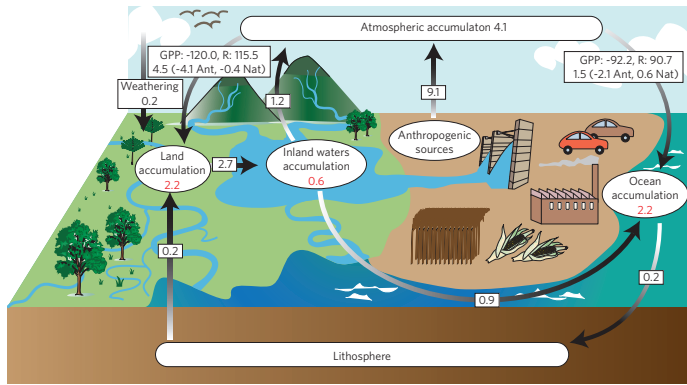 Atmospheric accumulaton 4.1
GPP: -120.0, R: 115.5
4.5 (-4.1 Ant, -0.4 Nat)
GPP: -92.2, R: 90.7
1.5 (-2.1 Ant, 0.6 Nat)
Weathering
0.2
1.2
9.1
Anthropogenic
sources
Land
accumulation
2.2
2.7
Inland waters
accumulation
0.6
Ocean
accumulation
2.2
0.2
0.2
0.9
Lithosphere